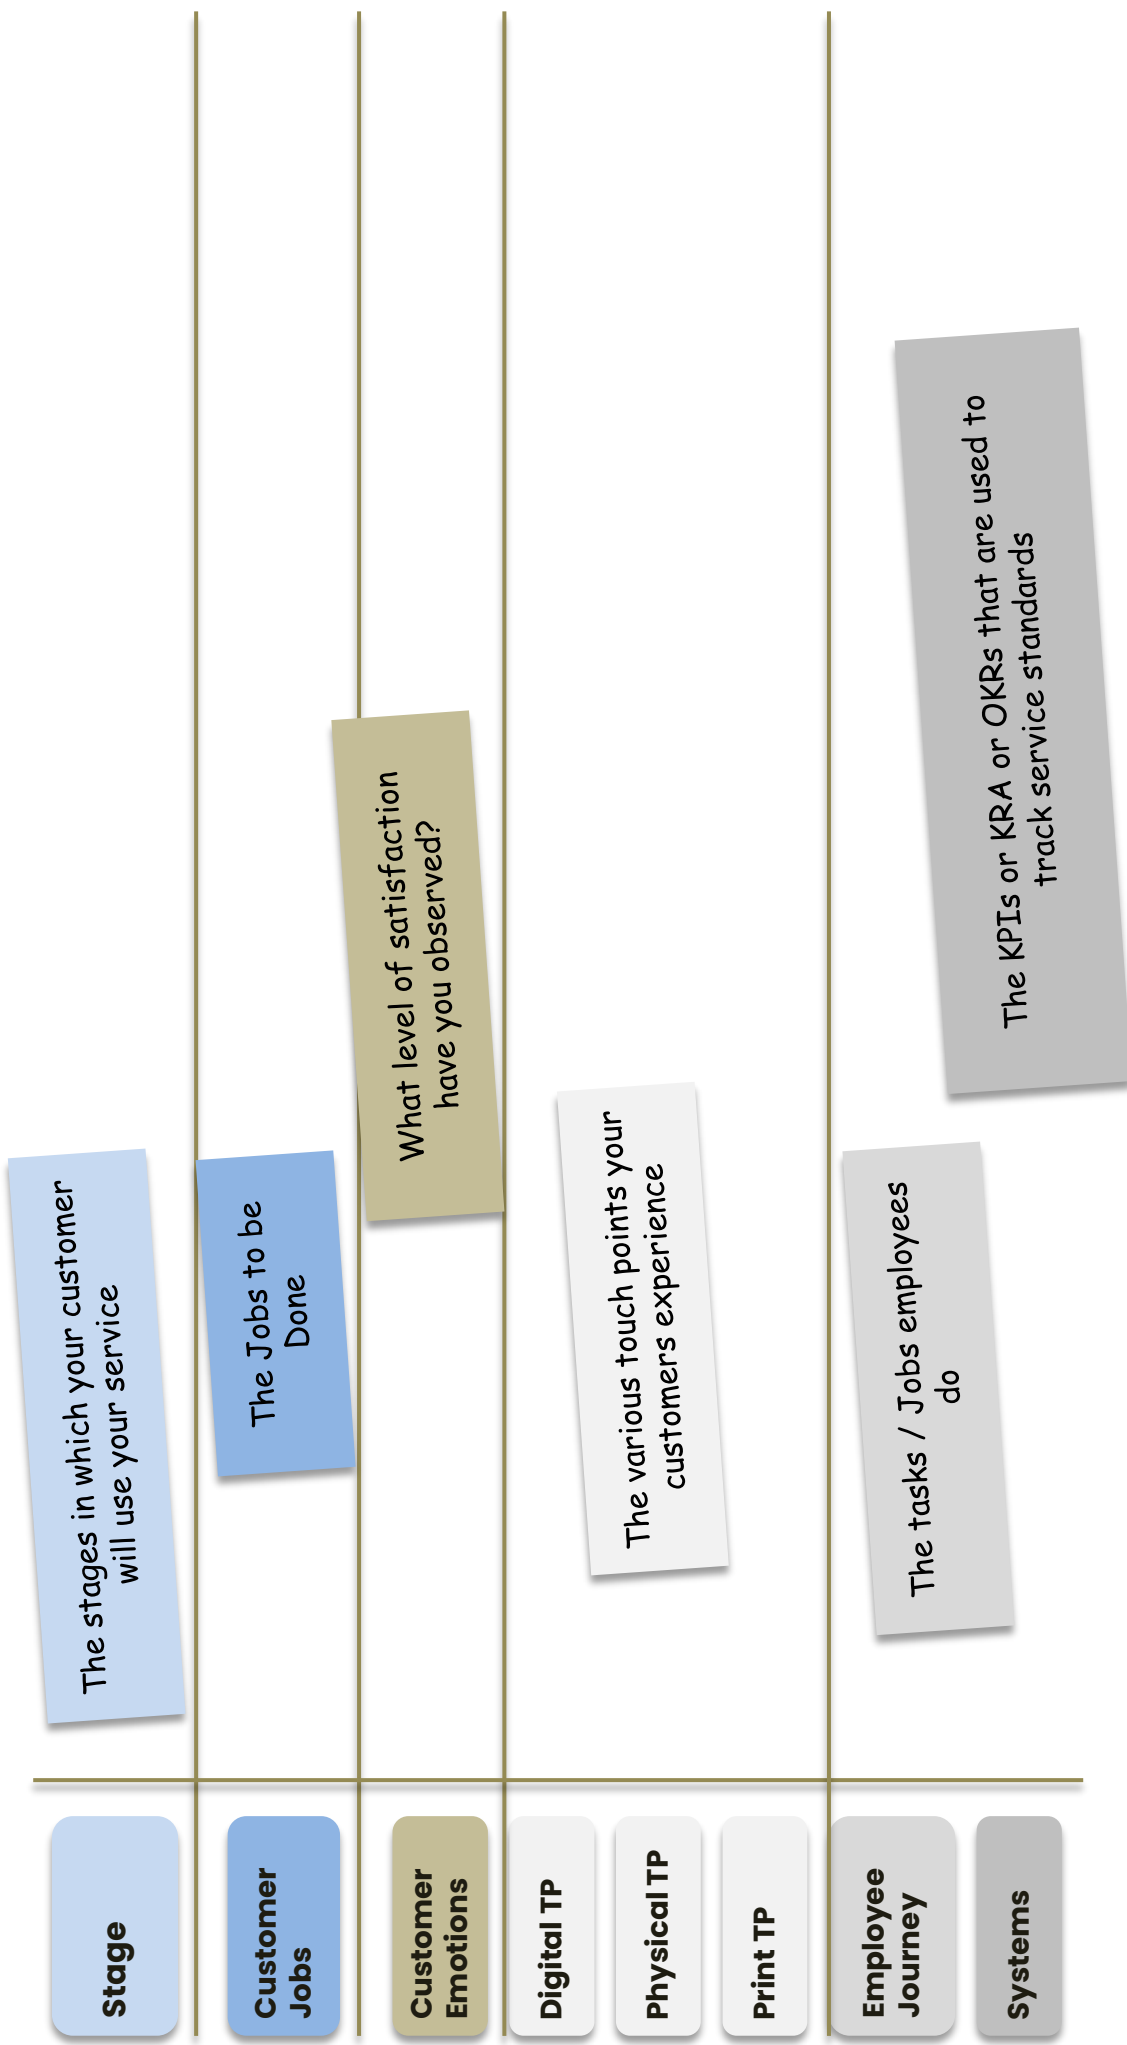 Stage
The stages in which your customer
will use your service
Customer
Jobs
The Jobs to be
Done
Customer
Emotions
What level of satisfaction
have you observed?
Digital TP
Physical TP
Print TP
The various touch points your
customers experience
Employee
Journey
The tasks / Jobs employees
do
Systems
The KPIs or KRA or OKRs that are used to
track service standards